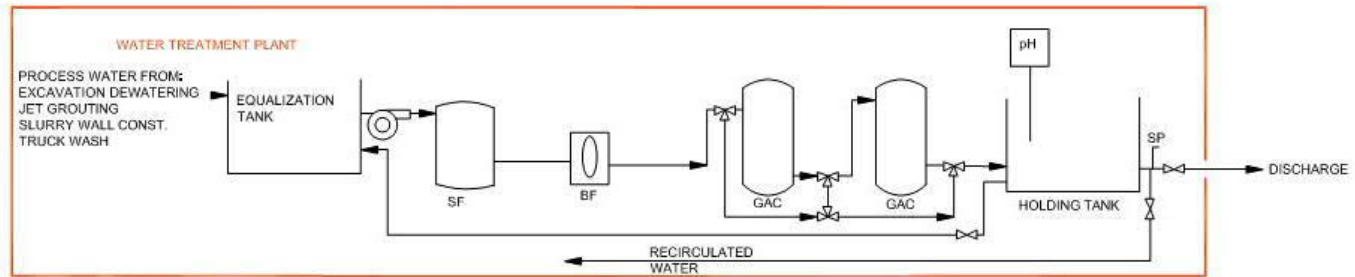 WATER TREATMENT PLANT
PROCESS WATER FROM:
EXCAVATION DEWATERING
JET GROUTING
SLURRY WALL CONST.
TRUCK WASH
EQUALIZATION
TANK
SF
BF
GAC
GAC
pH
HOLDING TANK
SP
DISCHARGE
RECIRCULATED
WATER